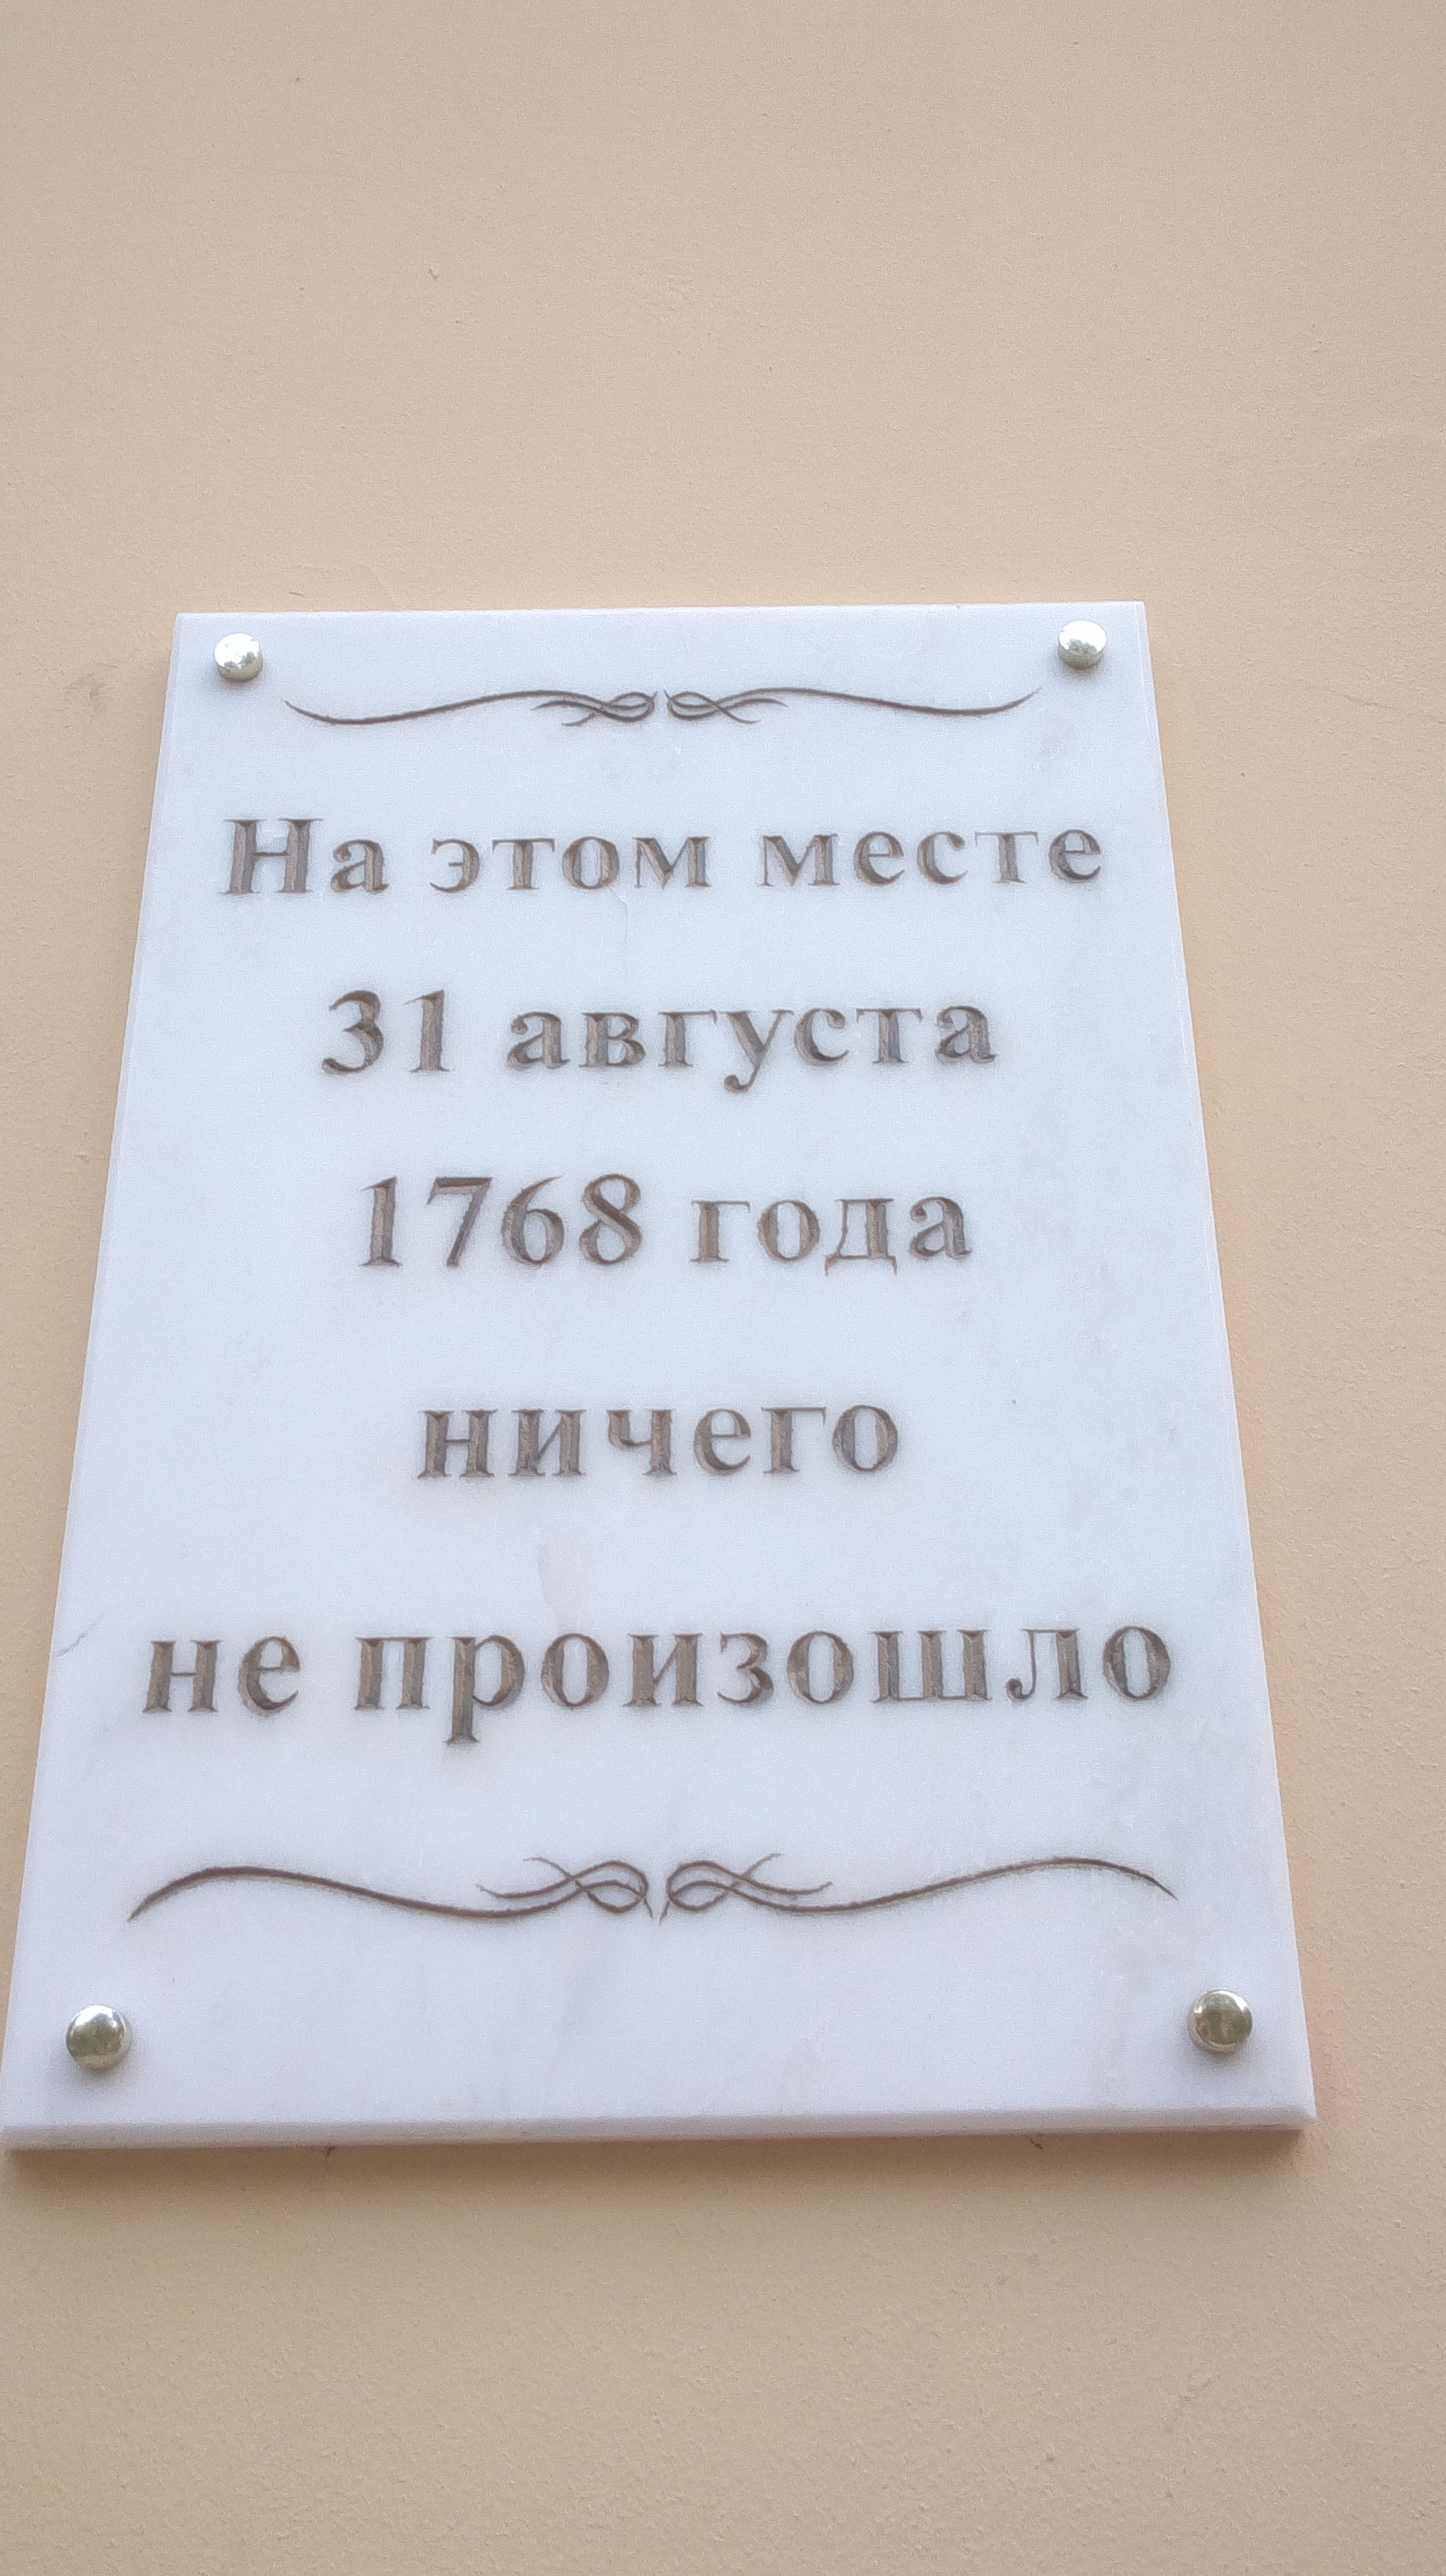 На этом месте
31 августа
1768 года
ничего
не произошло